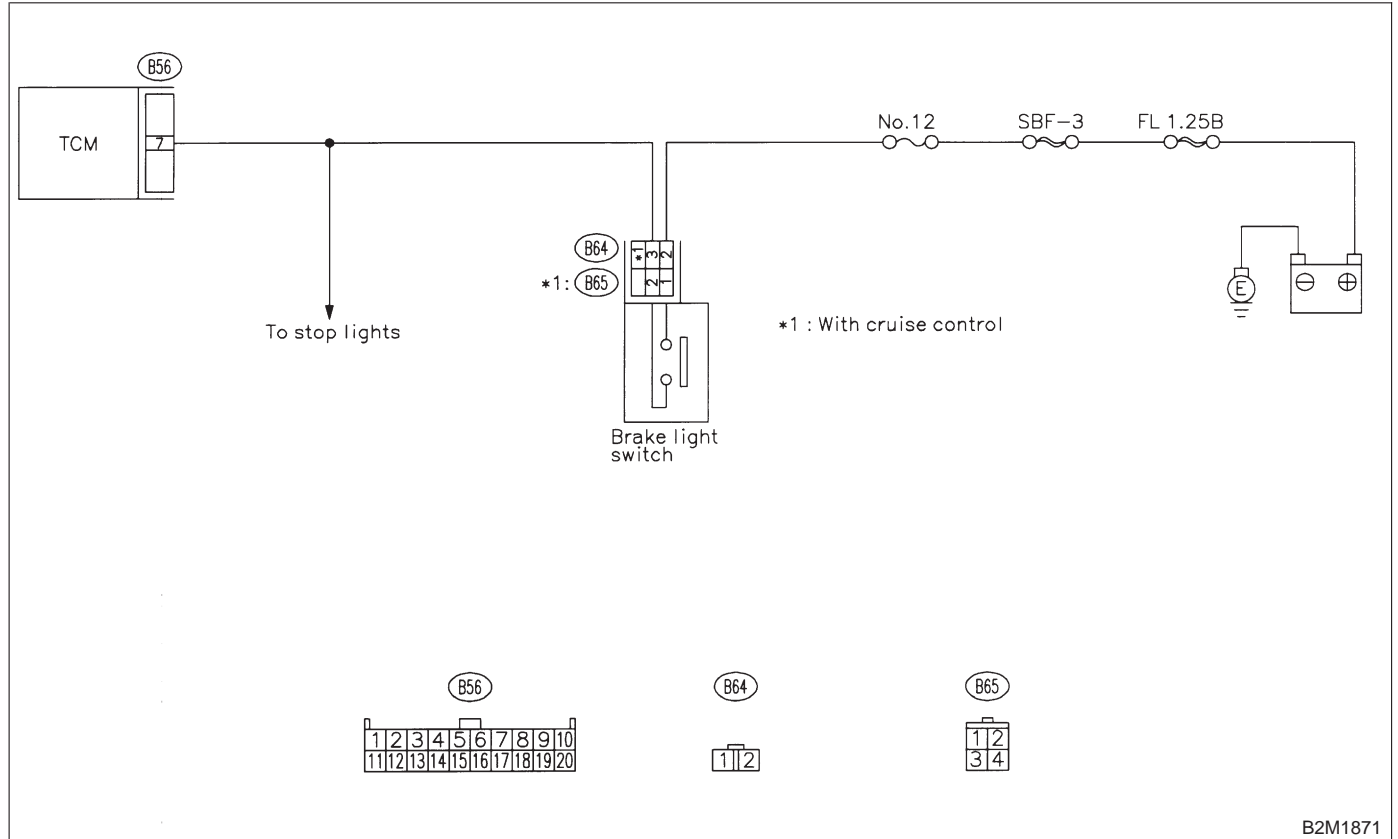 B56
TCM
7
No.12
SBF-3
FL 1.25B
B64
*1 3 2
*1: B65
2 1
E
⊖ ⊕
To stop lights
*1 : With cruise control
Brake light
switch
B56
B64
B65
1 2 3 4 5 6 7 8 9 10
11 12 13 14 15 16 17 18 19 20
1 2
1 2
3 4
B2M1871